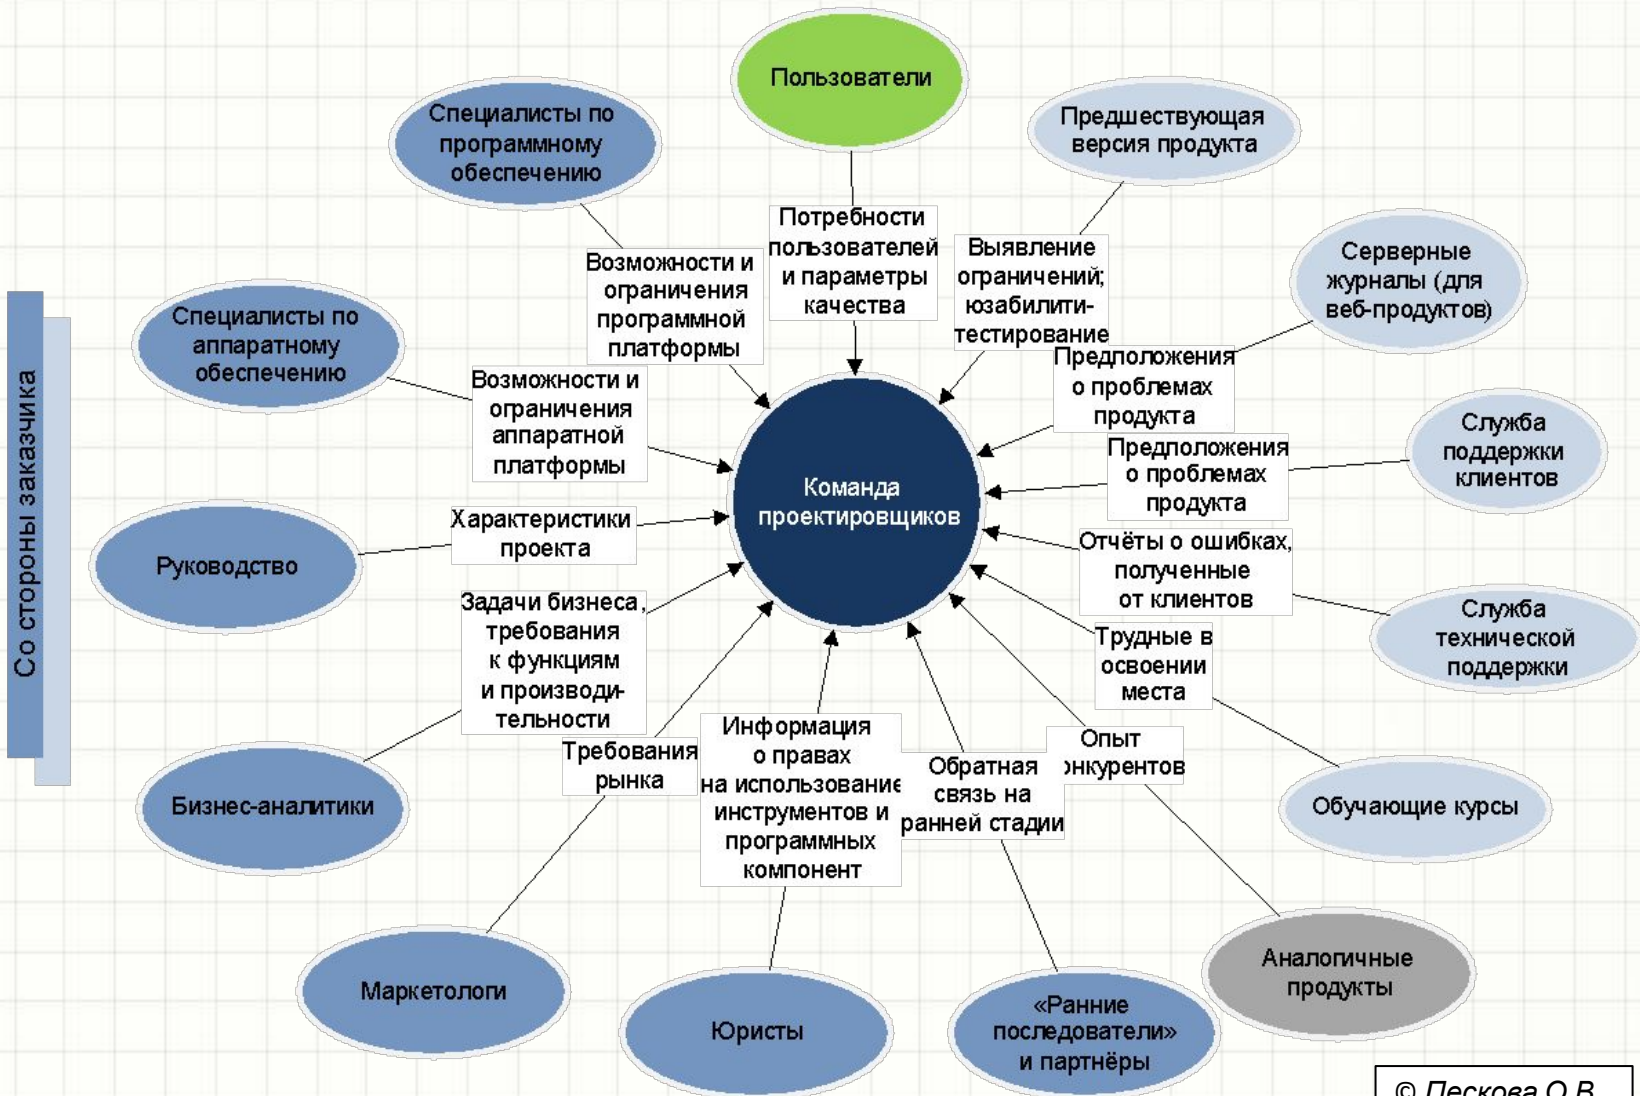 Пользователи
Специалисты по
программному
обеспечению
Предшествующая
версия продукта
Потребности
пользователей
и параметры
качества
Выявление
ограничений;
юзабилити-
тестирование
Возможности и
ограничения
программной
платформы
Серверные
журналы (для
веб-продуктов)
Специалисты по
аппаратному
обеспечению
Предположения
о проблемах
продукта
Возможности и
ограничения
аппаратной
платформы
Служба
поддержки
клиентов
Предположения
о проблемах
продукта
Со стороны заказчика
Команда
проектировщиков
Характеристики
проекта
Руководство
Отчёты о ошибках,
полученные
от клиентов
Служба
технической
поддержки
Задачи бизнеса,
требования
к функциям
и производи-
тельности
Трудные в
освоении
места
Требования
рынка
Информация
о правах
на использование
инструментов и
программных
компонент
Обратная
связь на
ранней стадии
Опыт
онкурентов
Бизнес-аналитики
Обучающие курсы
Маркетологи
Юристы
«Ранние
последователи»
и партнёры
Аналогичные
продукты
© Пескова О.В.